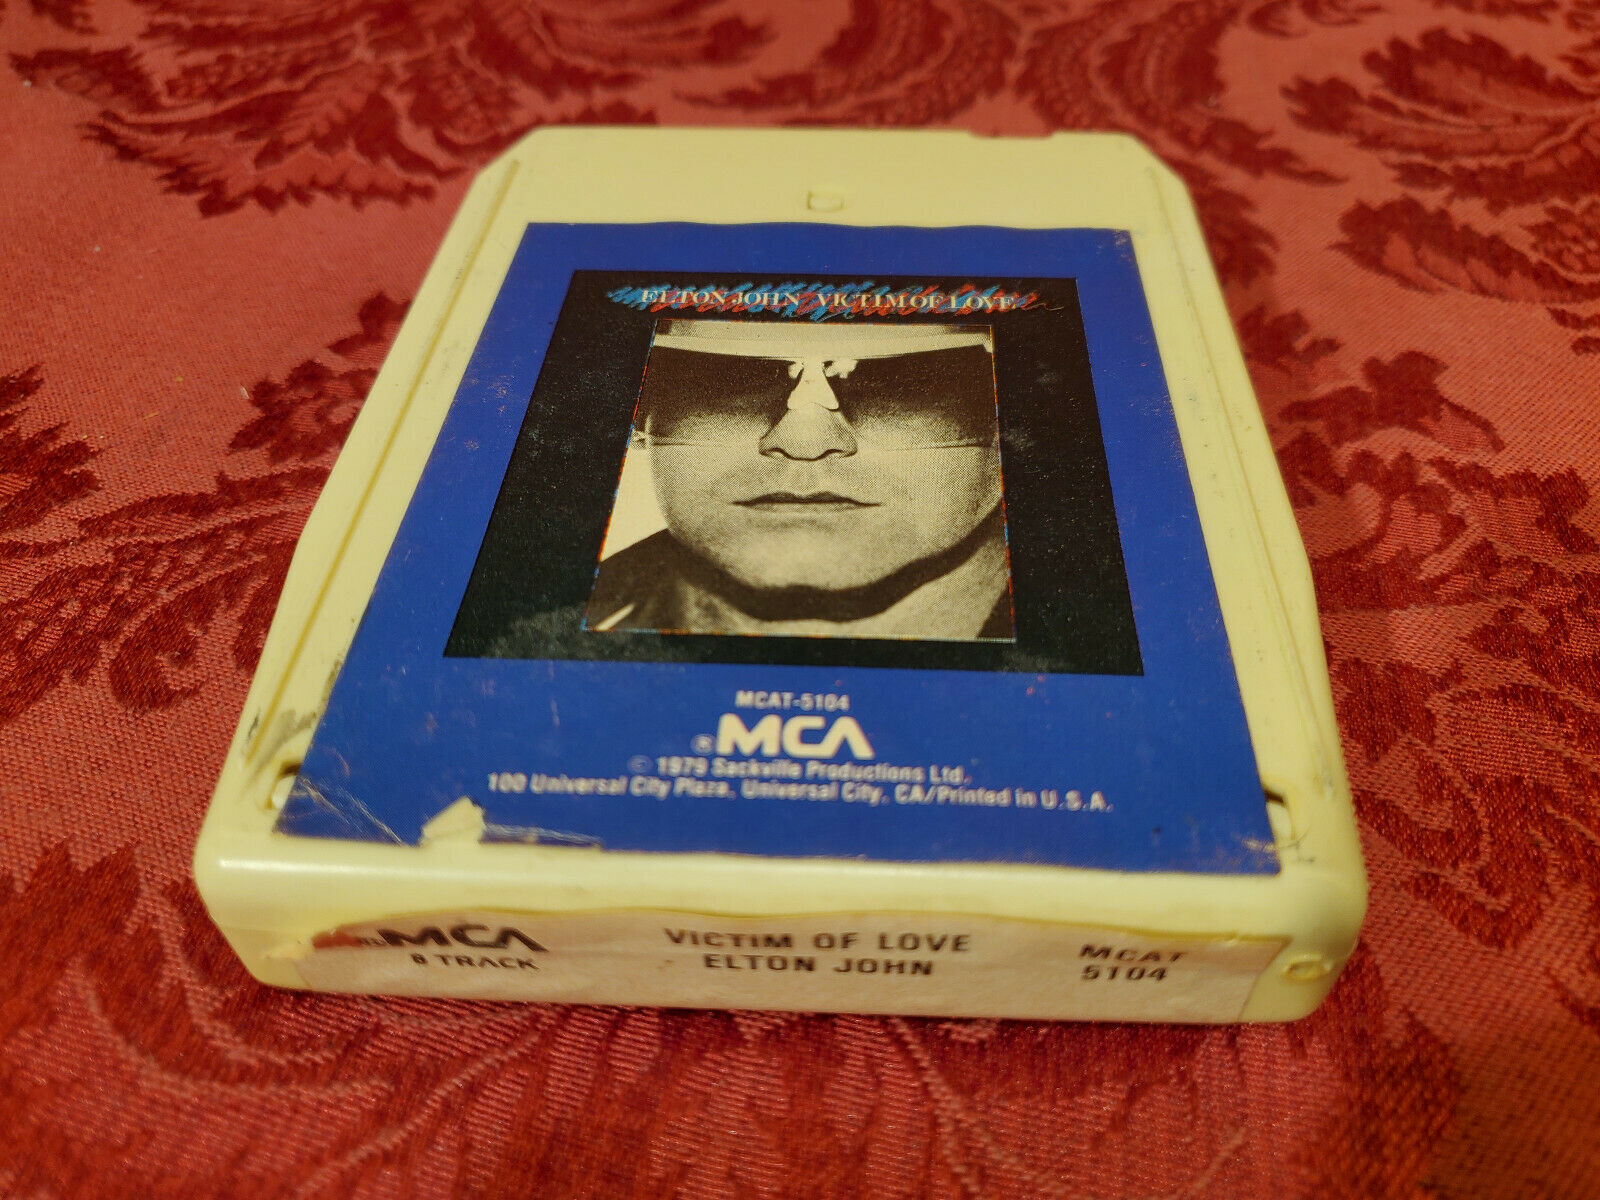 ELTON JOHN VICTIM OF LOVE
MCAT-5104
® MCA
© 1979 Sackville Productions Ltd.
100 Universal City Plaza, Universal City, CA/Printed in U.S.A.
MCA
8 TRACK
VICTIM OF LOVE
ELTON JOHN
MCAT
5104